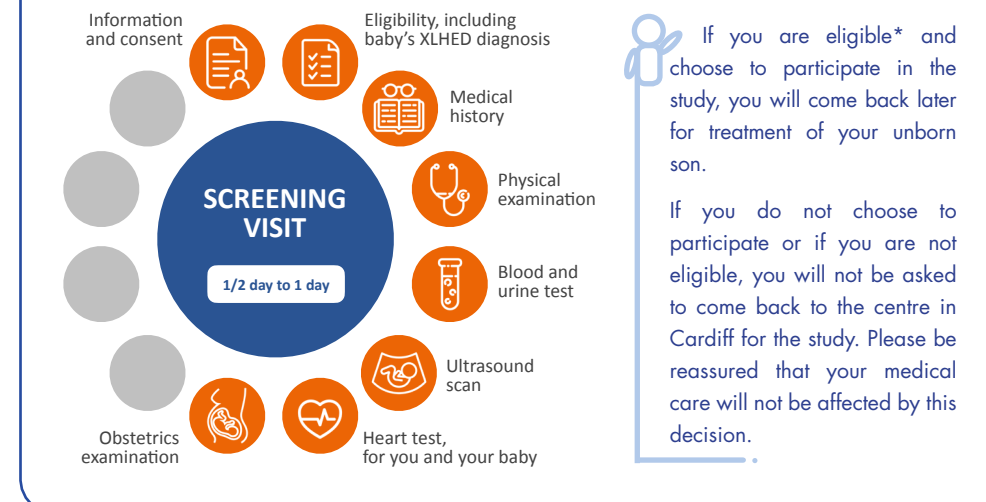 Information
and consent
Eligibility, including
baby's XLHED diagnosis
Medical
history
Physical
examination
SCREENING
VISIT
1/2 day to 1 day
Blood and
urine test
Ultrasound
scan
Heart test,
for you and your baby
Obstetrics
examination
If you are eligible* and
choose to participate in the
study, you will come back later
for treatment of your unborn
son.
If you do not choose to
participate or if you are not
eligible, you will not be asked
to come back to the centre in
Cardiff for the study. Please be
reassured that your medical
care will not be affected by this
decision.